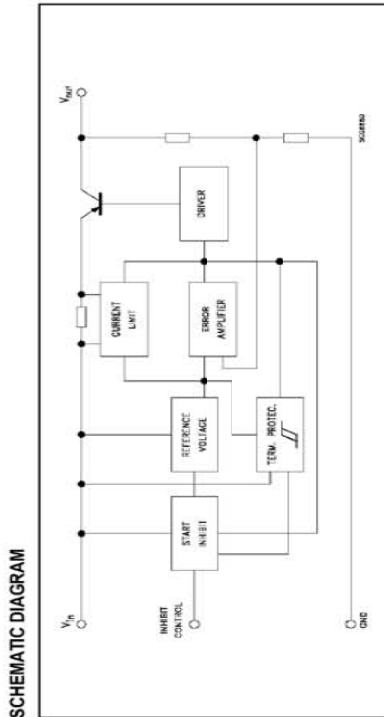 SCHEMATIC DIAGRAM
Vin
VOUT
CURRENT
LIMIT
REFERENCE
VOLTAGE
ERROR
AMPLIFIER
DRIVER
START
INHIBIT
INHIBIT
CONTROL
TERM. PROTEC.
GND